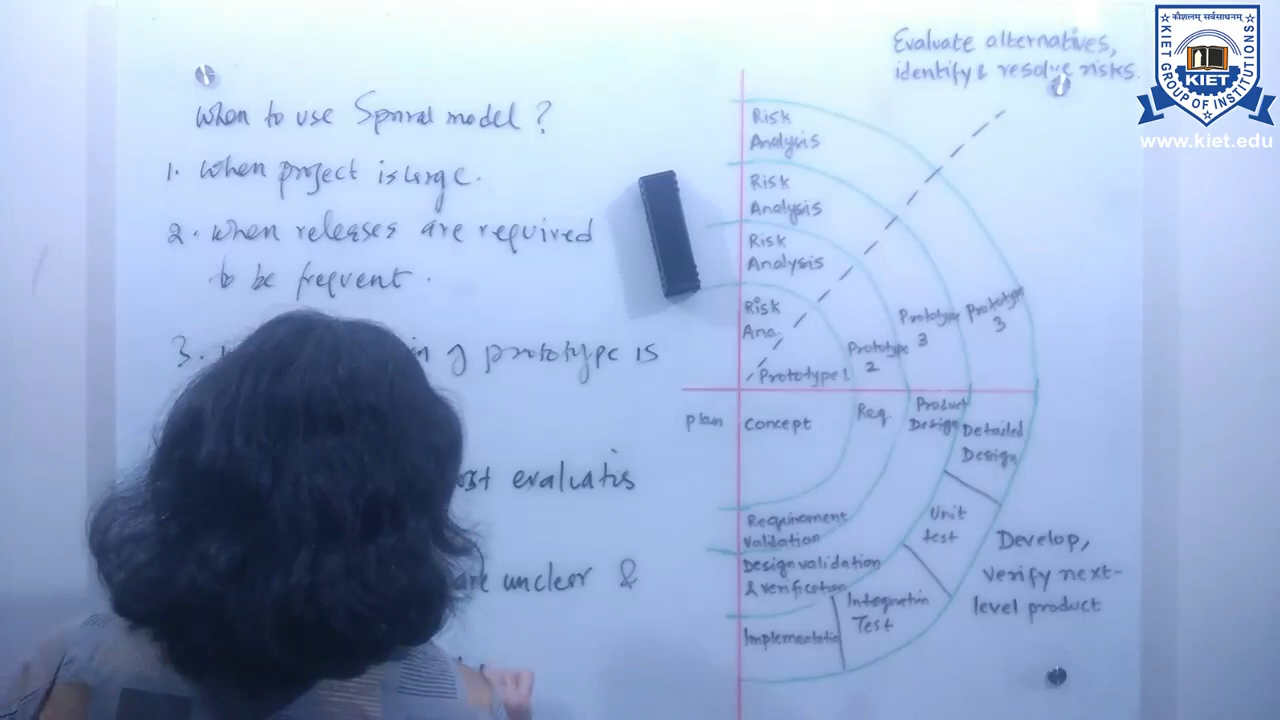 When to use Spiral model ?
1. When project is large.
2. When releases are required
to be frequent.
3. prototype is
evaluatis
are unclear &
Evaluate alternatives,
identify & resolve risks.
Risk
Analysis
Risk
Analysis
Risk
Analysis
Risk
Ana.
Prototype 1
Prototype
2
Prototype
3
Prototype
3
Plan
Concept
Req.
Product
Design
Detailed
Design
Requirement
Validation
Design validation
& verification
Implementatio
Integration
Test
Unit
test
Develop,
verify next-
level product
कौशलम् सर्वसाधनम्
KIET GROUP OF INSTITUTIONS
KIET
www.kiet.edu